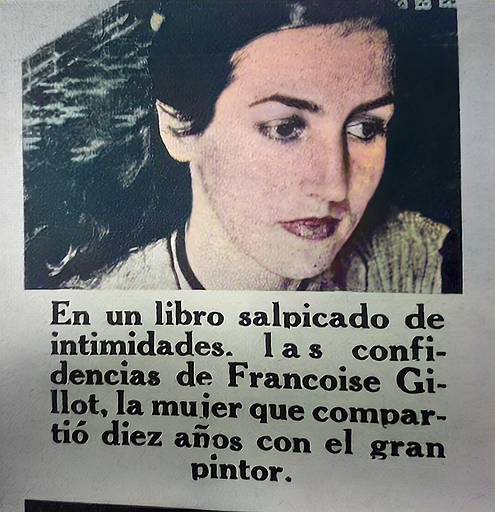 En un libro salpicado de
intimidades. las confi-
dencias de Francoise Gi-
llot, la mujer que compar-
tió diez años con el gran
pintor.